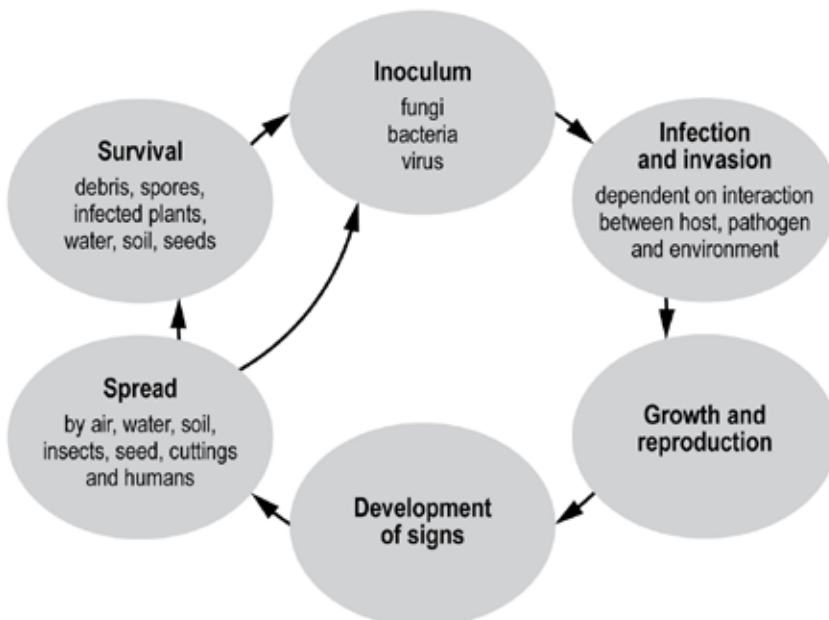 Inoculum
fungi
bacteria
virus
Infection
and invasion
dependent on interaction
between host, pathogen
and environment
Growth and
reproduction
Development
of signs
Spread
by air, water, soil,
insects, seed, cuttings
and humans
Survival
debris, spores,
infected plants,
water, soil, seeds